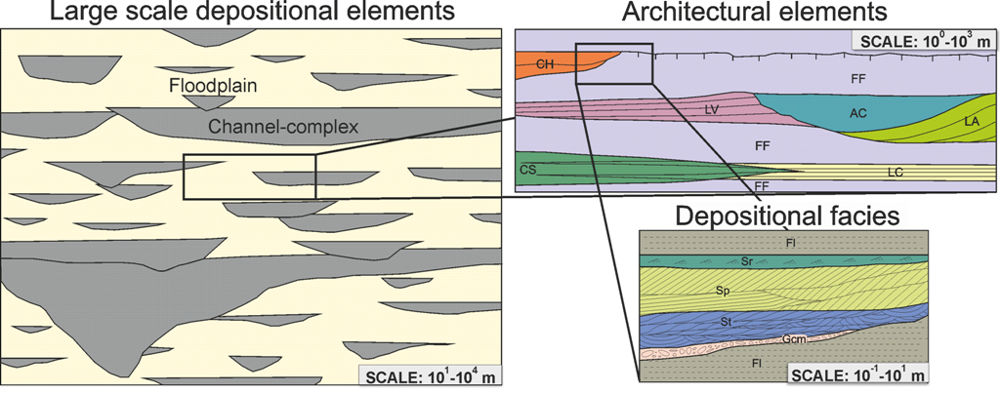 Large scale depositional elements
Floodplain
Channel-complex
SCALE: 10¹-10⁴ m
Architectural elements
SCALE: 10⁰-10³ m
CH
FF
LV
AC
LA
FF
CS
LC
FF
Depositional facies
Fl
Sr
Sp
St
Gcm
Fl
SCALE: 10⁻¹-10¹ m